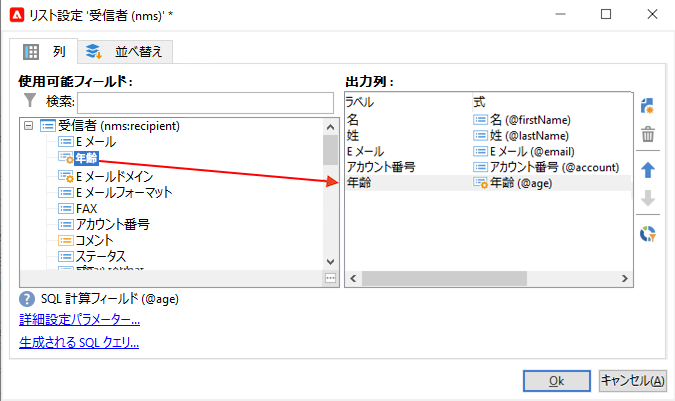 リスト設定 '受信者 (nms)' *
列
並べ替え
使用可能フィールド:
検索:
受信者 (nms:recipient)
E メール
年齢
E メールドメイン
E メールフォーマット
FAX
アカウント番号
コメント
ステータス
出力列:
ラベル 式
名 名 (@firstName)
姓 姓 (@lastName)
E メール E メール (@email)
アカウント番号 アカウント番号 (@account)
年齢 年齢 (@age)
SQL 計算フィールド (@age)
詳細設定パラメーター...
生成される SQL クエリ...
Ok
キャンセル(A)